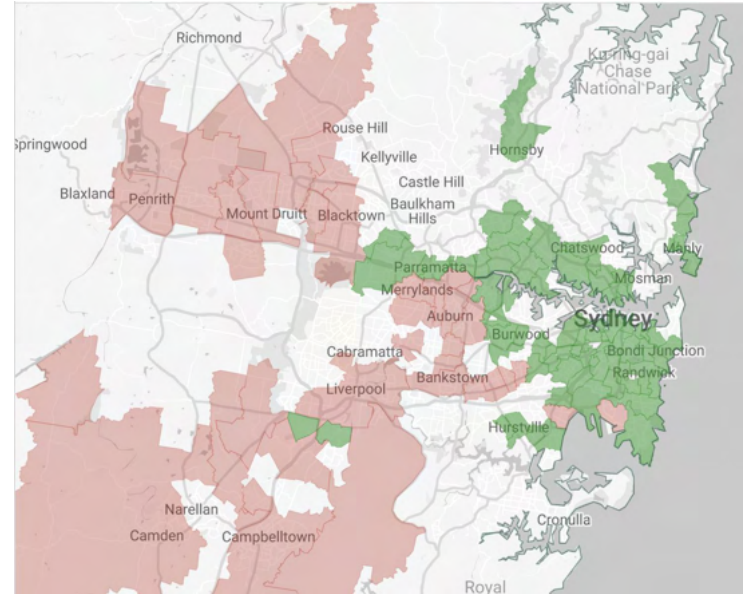 Richmond
Ku-ring-gai
Chase
National Park
Rouse Hill
Springwood
Kellyville
Hornsby
Castle Hill
Blaxland
Penrith
Mount Druitt
Blacktown
Baulkham
Hills
Chatswood
Manly
Parramatta
Mosman
Merrylands
Auburn
Sydney
Burwood
Cabramatta
Bondi Junction
Liverpool
Bankstown
Randwick
Hurstville
Narellan
Cronulla
Camden
Campbelltown
Royal